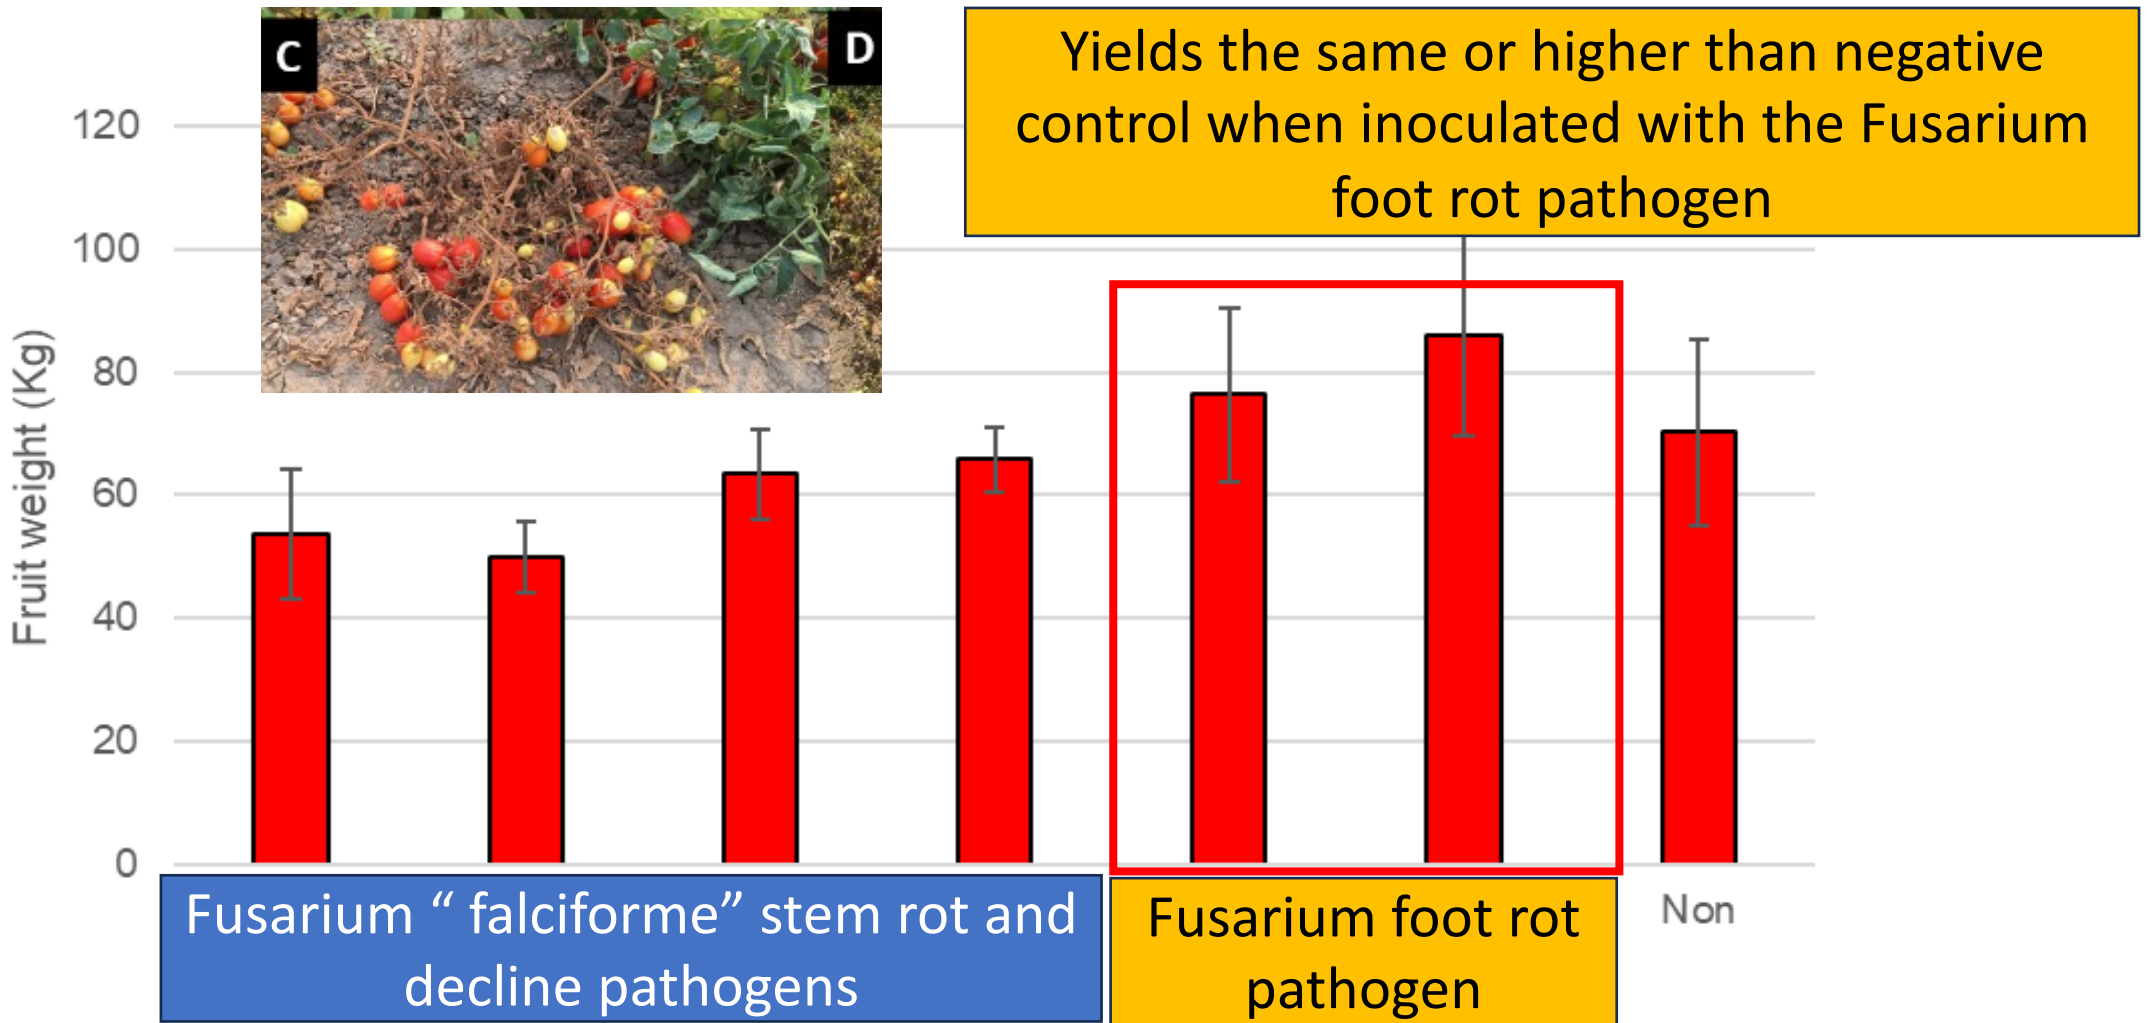 C
D
Yields the same or higher than negative
control when inoculated with the Fusarium
foot rot pathogen
120
100
80
60
40
20
0
Fruit weight (Kg)
Fusarium “ falciforme” stem rot and
decline pathogens
Fusarium foot rot
pathogen
Non